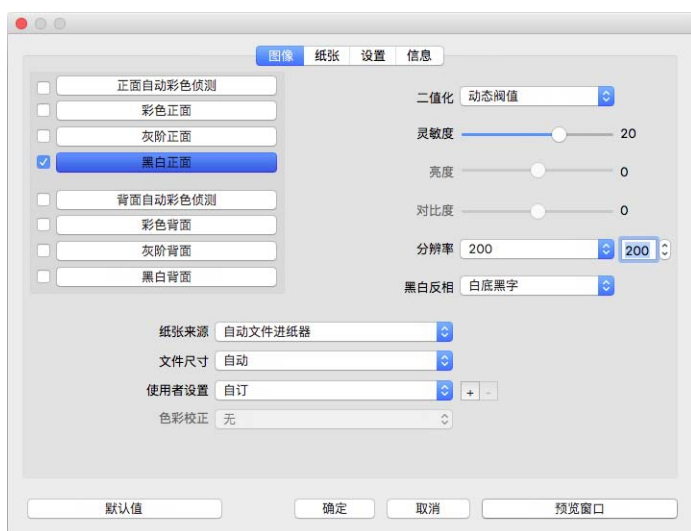 图像 纸张 设置 信息
正面自动彩色侦测
彩色正面
灰阶正面
黑白正面
背面自动彩色侦测
彩色背面
灰阶背面
黑白背面
二值化 动态阀值
灵敏度 20
亮度 0
对比度 0
分辨率 200 200
黑白反相 白底黑字
纸张来源 自动文件进纸器
文件尺寸 自动
使用者设置 自订 + -
色彩校正 无
默认值 确定 取消 预览窗口